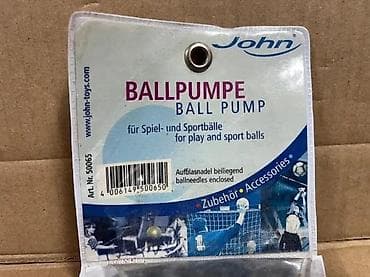 John
www.john-toys.com
BALLPUMPE
BALL PUMP
für Spiel- und Sportbälle
for play and sport balls
Art. Nr. 50065
4 006149 500650
Aufblasnadel beiliegend
ballneedles enclosed
• Zubehör • Accessories •